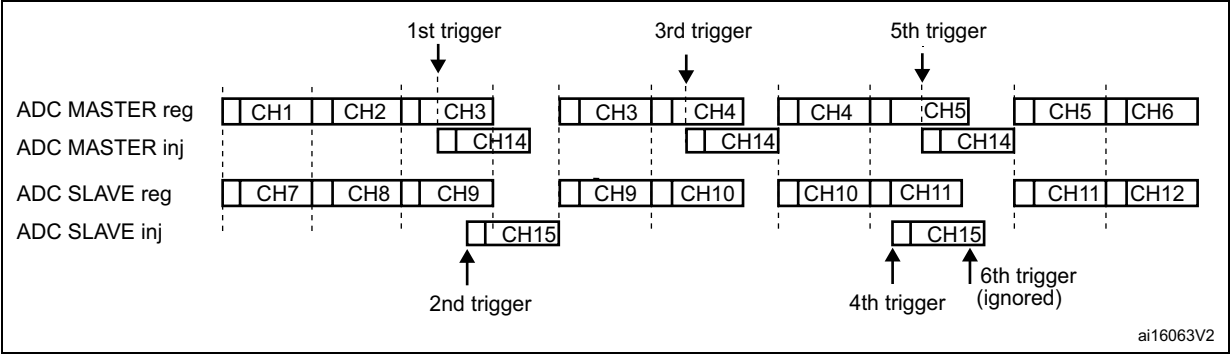 1st trigger 3rd trigger 5th trigger
ADC MASTER reg CH1 CH2 CH3 CH3 CH4 CH4 CH5 CH5 CH6
ADC MASTER inj CH14 CH14 CH14
ADC SLAVE reg CH7 CH8 CH9 CH9 CH10 CH10 CH11 CH11 CH12
ADC SLAVE inj CH15 CH15
2nd trigger 4th trigger 6th trigger
(ignored)
ai16063V2